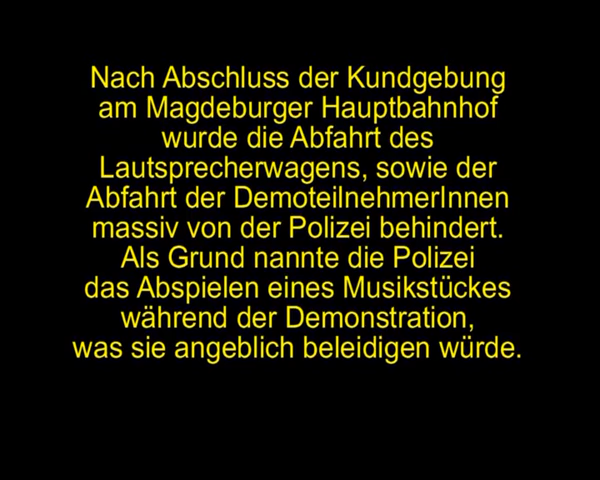 Nach Abschluss der Kundgebung
am Magdeburger Hauptbahnhof
wurde die Abfahrt des
Lautsprecherwagens, sowie der
Abfahrt der DemoteilnehmerInnen
massiv von der Polizei behindert.
Als Grund nannte die Polizei
das Abspielen eines Musikstückes
während der Demonstration,
was sie angeblich beleidigen würde.